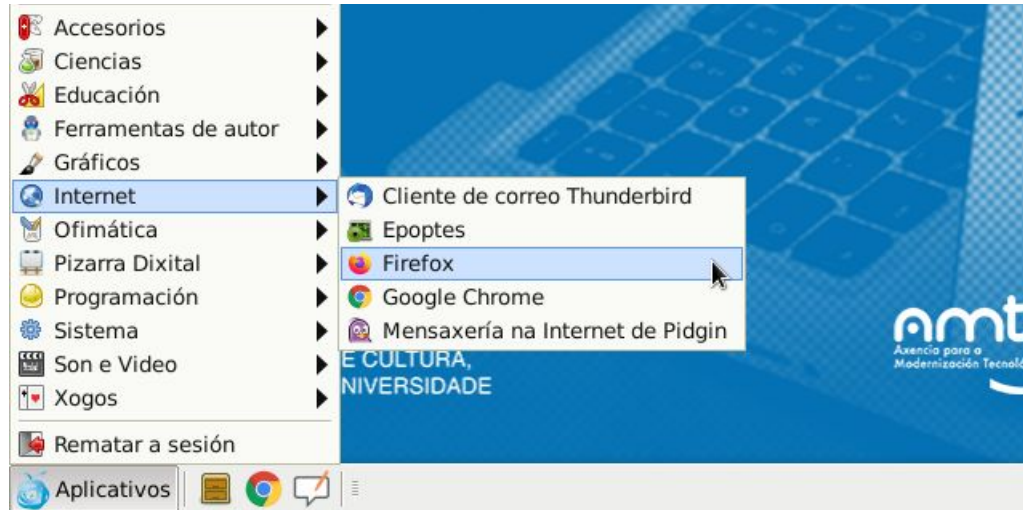 Accesorios
Ciencias
Educación
Ferramentas de autor
Gráficos
Internet
Ofimática
Pizarra Dixital
Programación
Sistema
Son e Video
Xogos
Rematar a sesión
Cliente de correo Thunderbird
Epoptes
Firefox
Google Chrome
Mensaxería na Internet de Pidgin
E CULTURA,
NIVERSIDADE
amt
Axencia para a
Modernización Tecnoló
Aplicativos